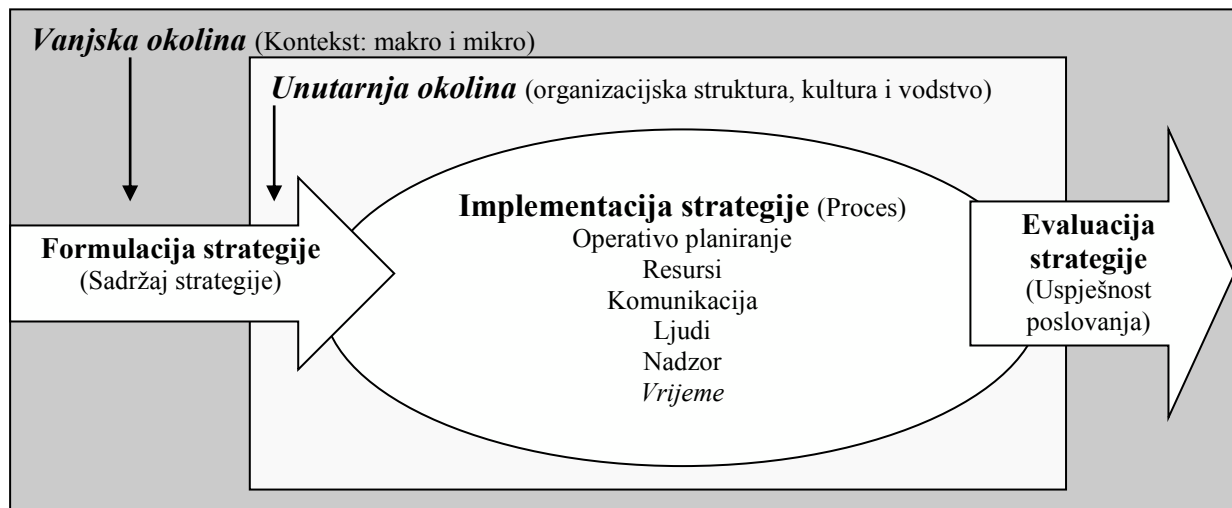 Vanjska okolina (Kontekst: makro i mikro)
Unutarnja okolina (organizacijska struktura, kultura i vodstvo)
Formulacija strategije
(Sadržaj strategije)
Implementacija strategije (Proces)
Operativo planiranje
Resursi
Komunikacija
Ljudi
Nadzor
Vrijeme
Evaluacija
strategije
(Uspješnost
poslovanja)